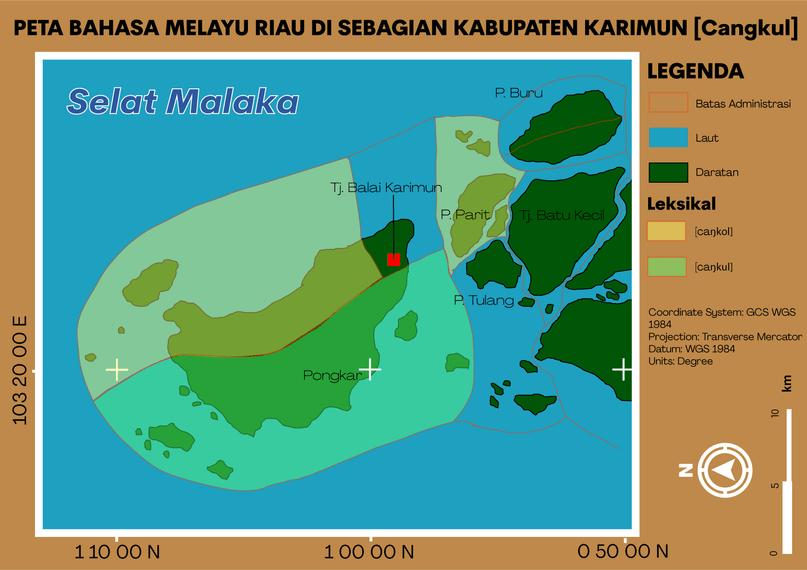 PETA BAHASA MELAYU RIAU DI SEBAGIAN KABUPATEN KARIMUN [Cangkul]
Selat Malaka
P. Buru
Tj. Balai Karimun
P. Parit
Tj. Batu Kecil
P. Tulang
Pongkar
103 20 00 E
1 10 00 N
1 00 00 N
0 50 00 N
LEGENDA
Batas Administrasi
Laut
Daratan
Leksikal
[caŋkol]
[caŋkul]
Coordinate System: GCS WGS
1984
Projection: Transverse Mercator
Datum: WGS 1984
Units: Degree
km
10
5
0
N